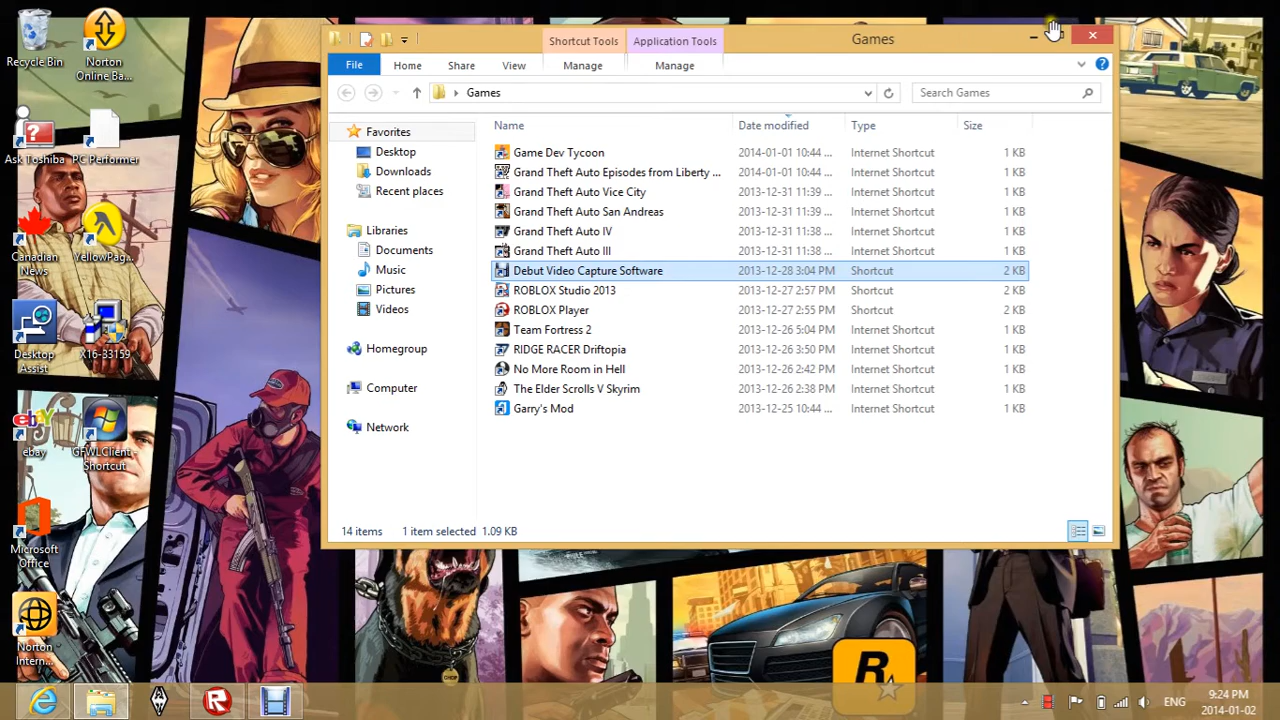 Recycle Bin
Norton
Online Ba...
Ask Toshiba
PC Performer
Canadian
News
YellowPag...
Desktop
Assist
X16-33159
ebay
GFWLClient -
Shortcut
Microsoft
Office
Norton
Intern...
Shortcut Tools
Application Tools
Games
File
Home
Share
View
Manage
Manage
Games
Search Games
Favorites
Desktop
Downloads
Recent places
Libraries
Documents
Music
Pictures
Videos
Homegroup
Computer
Network
Name Date modified Type Size
Game Dev Tycoon 2014-01-01 10:44 ... Internet Shortcut 1 KB
Grand Theft Auto Episodes from Liberty ... 2014-01-01 10:44 ... Internet Shortcut 1 KB
Grand Theft Auto Vice City 2013-12-31 11:39 ... Internet Shortcut 1 KB
Grand Theft Auto San Andreas 2013-12-31 11:39 ... Internet Shortcut 1 KB
Grand Theft Auto IV 2013-12-31 11:38 ... Internet Shortcut 1 KB
Grand Theft Auto III 2013-12-31 11:38 ... Internet Shortcut 1 KB
Debut Video Capture Software 2013-12-28 3:04 PM Shortcut 2 KB
ROBLOX Studio 2013 2013-12-27 2:57 PM Shortcut 2 KB
ROBLOX Player 2013-12-27 2:55 PM Shortcut 2 KB
Team Fortress 2 2013-12-26 5:04 PM Internet Shortcut 1 KB
RIDGE RACER Driftopia 2013-12-26 3:50 PM Internet Shortcut 1 KB
No More Room in Hell 2013-12-26 2:42 PM Internet Shortcut 1 KB
The Elder Scrolls V Skyrim 2013-12-26 2:38 PM Internet Shortcut 1 KB
Garry's Mod 2013-12-25 10:44 ... Internet Shortcut 1 KB
14 items 1 item selected 1.09 KB
CHOP
R
ENG
9:24 PM
2014-01-02